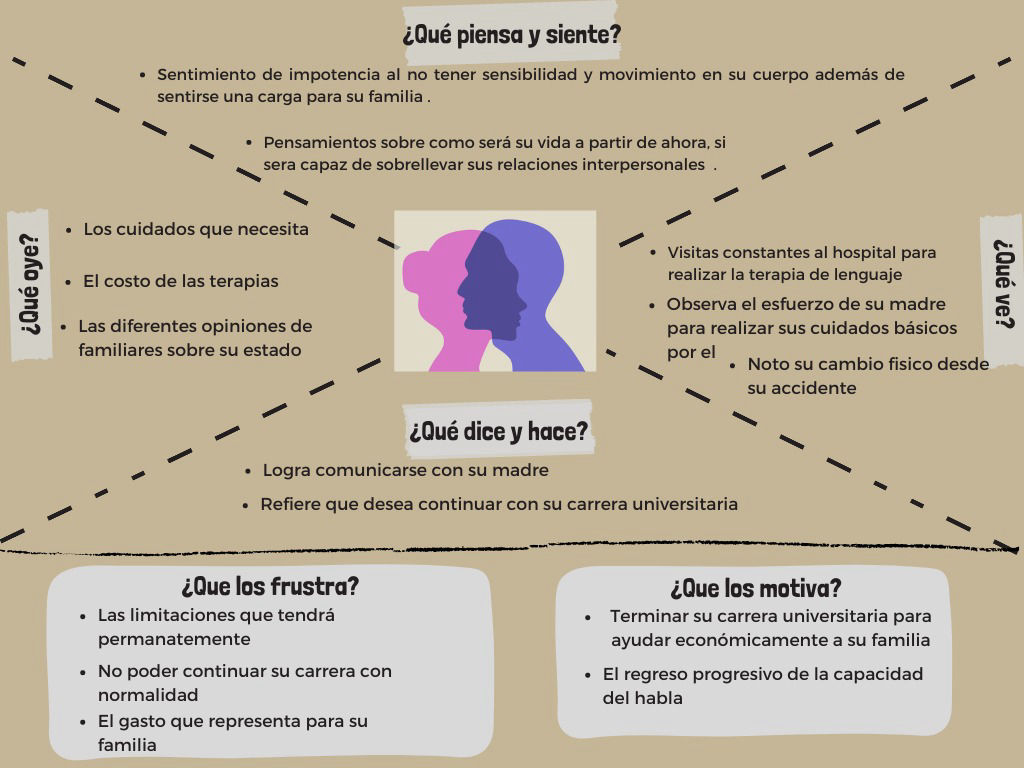 ¿Qué piensa y siente?
• Sentimiento de impotencia al no tener sensibilidad y movimiento en su cuerpo además de
sentirse una carga para su familia .
• Pensamientos sobre como será su vida a partir de ahora, si
sera capaz de sobrellevar sus relaciones interpersonales .
¿Qué oye?
• Los cuidados que necesita
• El costo de las terapias
• Las diferentes opiniones de
familiares sobre su estado
¿Qué ve?
• Visitas constantes al hospital para
realizar la terapia de lenguaje
• Observa el esfuerzo de su madre
para realizar sus cuidados básicos
por el
• Noto su cambio fisico desde
su accidente
¿Qué dice y hace?
• Logra comunicarse con su madre
• Refiere que desea continuar con su carrera universitaria
¿Que los frustra?
• Las limitaciones que tendrá
permanatemente
• No poder continuar su carrera con
normalidad
• El gasto que representa para su
familia
¿Que los motiva?
• Terminar su carrera universitaria para
ayudar económicamente a su familia
• El regreso progresivo de la capacidad
del habla